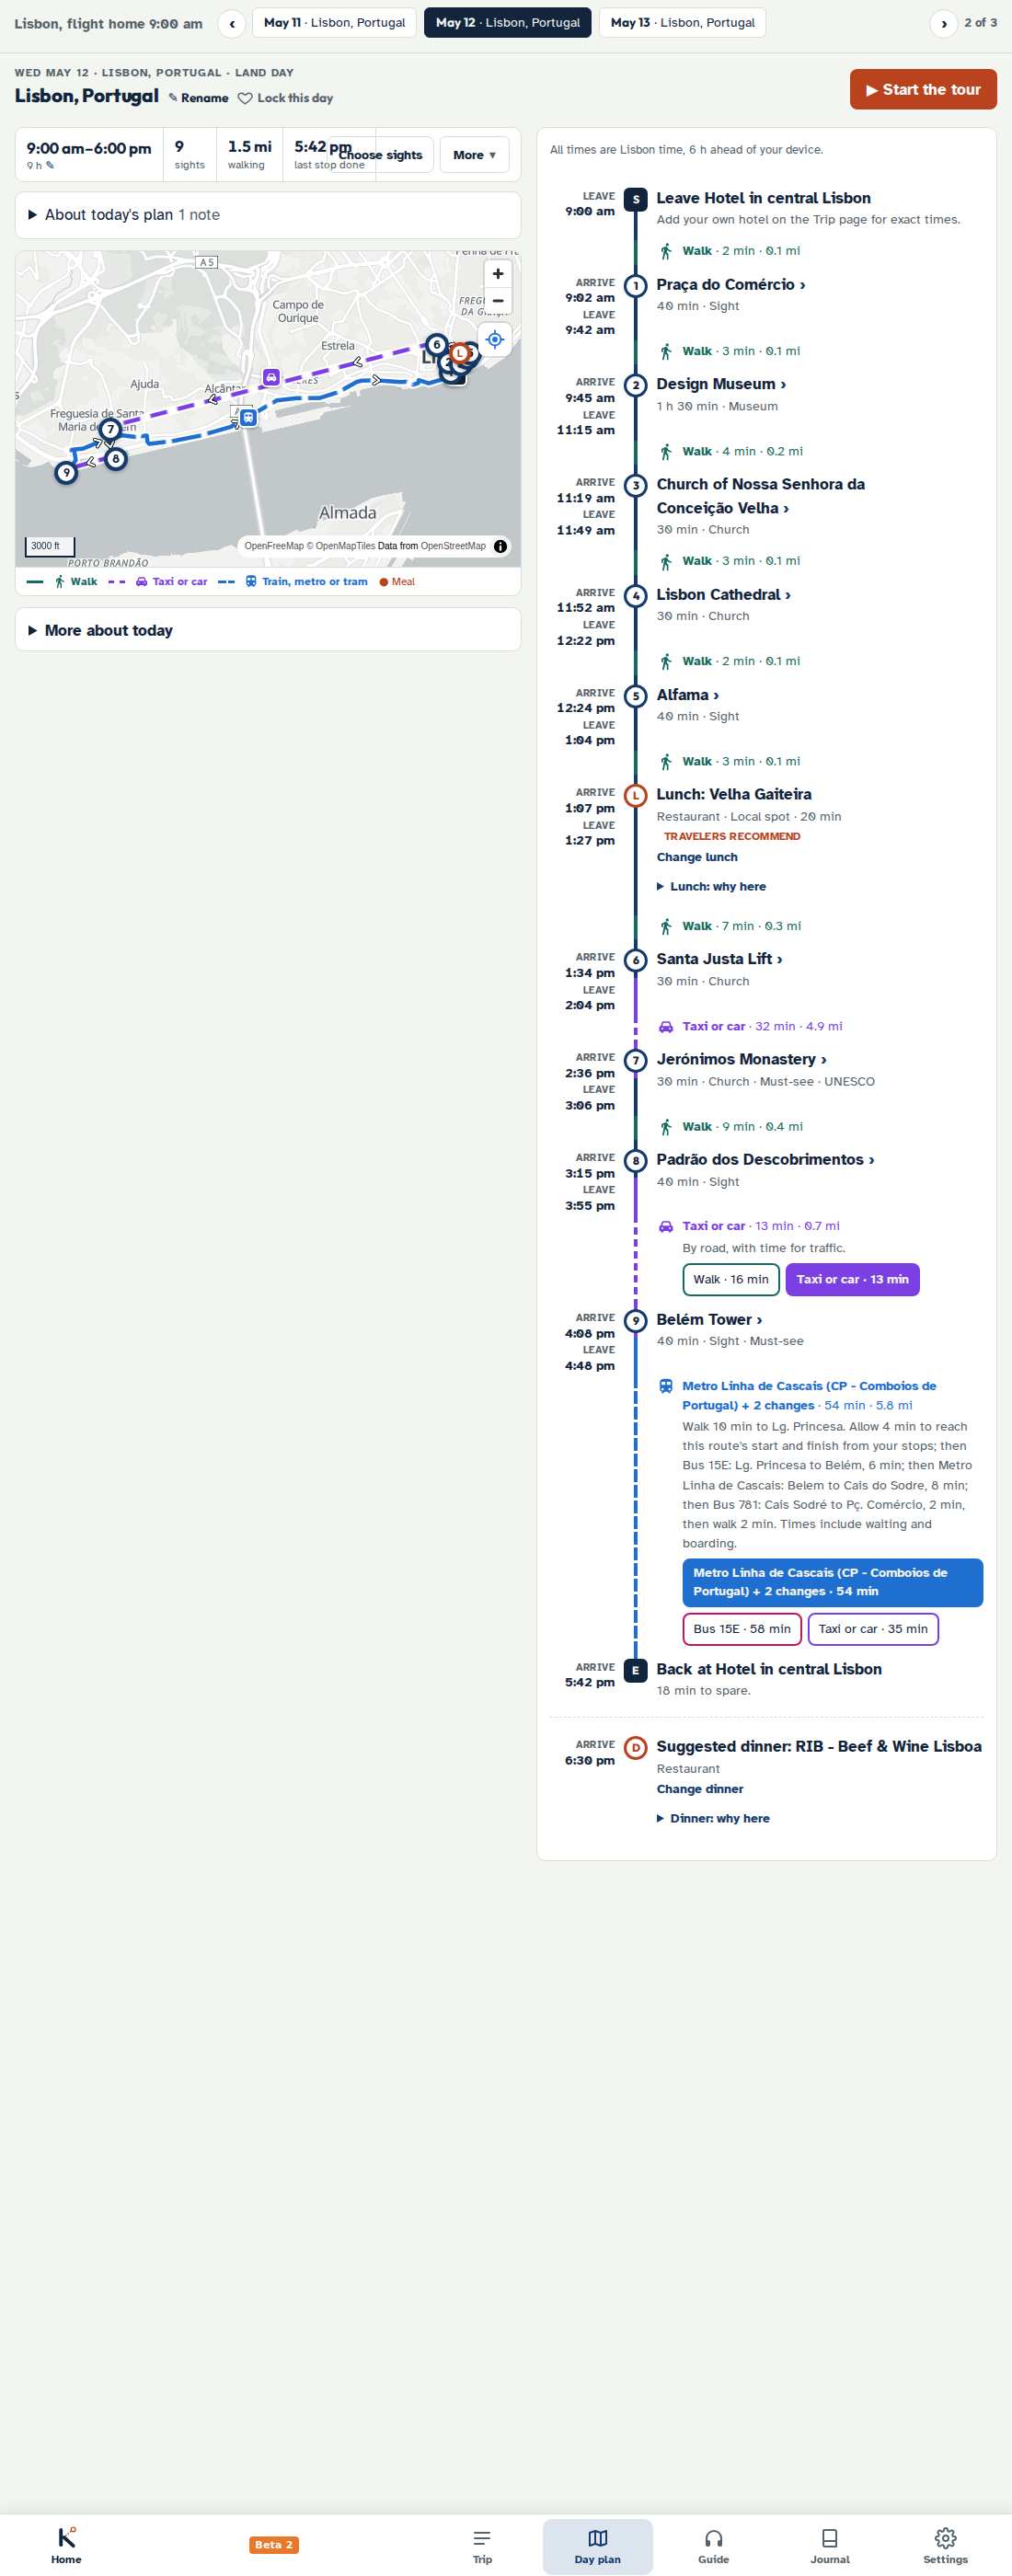 Lisbon, flight home 9:00 am
‹
May 11 · Lisbon, Portugal
May 12 · Lisbon, Portugal
May 13 · Lisbon, Portugal
›
2 of 3
WED MAY 12 · LISBON, PORTUGAL · LAND DAY
Lisbon, Portugal ✎ Rename Lock this day
▶ Start the tour
9:00 am–6:00 pm
9 h ✎
9
sights
1.5 mi
walking
5:42 pm
last stop done
Choose sights
More ▾
▶ About today's plan 1 note
A 5
Campo de
Ourique
Estrela
Ajuda
Freguesia de Santa
6
L
7
8
9
Almada
3000 ft
PORTO BRANDÃO
OpenFreeMap © OpenMapTiles Data from OpenStreetMap
Walk
Taxi or car
Train, metro or tram
Meal
▶ More about today
All times are Lisbon time, 6 h ahead of your device.
LEAVE
9:00 am
S
Leave Hotel in central Lisbon
Add your own hotel on the Trip page for exact times.
Walk · 2 min · 0.1 mi
ARRIVE
9:02 am
LEAVE
9:42 am
1
Praça do Comércio ›
40 min · Sight
Walk · 3 min · 0.1 mi
ARRIVE
9:45 am
LEAVE
11:15 am
2
Design Museum ›
1 h 30 min · Museum
Walk · 4 min · 0.2 mi
ARRIVE
11:19 am
LEAVE
11:49 am
3
Church of Nossa Senhora da
Conceição Velha ›
30 min · Church
Walk · 3 min · 0.1 mi
ARRIVE
11:52 am
LEAVE
12:22 pm
4
Lisbon Cathedral ›
30 min · Church
Walk · 2 min · 0.1 mi
ARRIVE
12:24 pm
LEAVE
1:04 pm
5
Alfama ›
40 min · Sight
Walk · 3 min · 0.1 mi
ARRIVE
1:07 pm
LEAVE
1:27 pm
L
Lunch: Velha Gaiteira
Restaurant · Local spot · 20 min
TRAVELERS RECOMMEND
Change lunch
▶ Lunch: why here
Walk · 7 min · 0.3 mi
ARRIVE
1:34 pm
LEAVE
2:04 pm
6
Santa Justa Lift ›
30 min · Church
Taxi or car · 32 min · 4.9 mi
ARRIVE
2:36 pm
LEAVE
3:06 pm
7
Jerónimos Monastery ›
30 min · Church · Must-see · UNESCO
Walk · 9 min · 0.4 mi
ARRIVE
3:15 pm
LEAVE
3:55 pm
8
Padrão dos Descobrimentos ›
40 min · Sight
Taxi or car · 13 min · 0.7 mi
By road, with time for traffic.
Walk · 16 min
Taxi or car · 13 min
ARRIVE
4:08 pm
LEAVE
4:48 pm
9
Belém Tower ›
40 min · Sight · Must-see
Metro Linha de Cascais (CP - Comboios de
Portugal) + 2 changes · 54 min · 5.8 mi
Walk 10 min to Lg. Princesa. Allow 4 min to reach
this route's start and finish from your stops; then
Bus 15E: Lg. Princesa to Belém, 6 min; then Metro
Linha de Cascais: Belem to Cais do Sodre, 8 min;
then Bus 781: Cais Sodré to Pç. Comércio, 2 min,
then walk 2 min. Times include waiting and
boarding.
Metro Linha de Cascais (CP - Comboios de
Portugal) + 2 changes · 54 min
Bus 15E · 58 min
Taxi or car · 35 min
ARRIVE
5:42 pm
E
Back at Hotel in central Lisbon
18 min to spare.
ARRIVE
6:30 pm
D
Suggested dinner: RIB - Beef & Wine Lisboa
Restaurant
Change dinner
▶ Dinner: why here
Home
Beta 2
Trip
Day plan
Guide
Journal
Settings